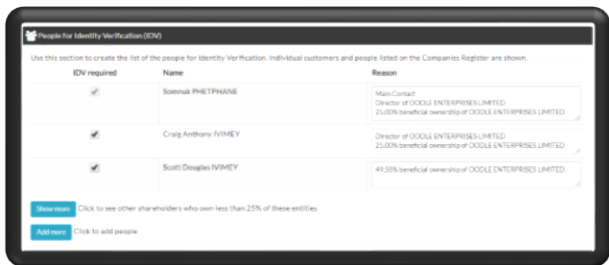 People for Identity Verification (IDV)
Use this section to create the list of the people for Identity Verification. Individual customers and people listed on the Companies Register are shown.
IDV required Name Reason
Somnuk PHETPHANE
Main Contact
Director of OODLE ENTERPRISES LIMITED
25.00% beneficial ownership of OODLE ENTERPRISES LIMITED
Craig Anthony IVIMEY
Director of OODLE ENTERPRISES LIMITED
25.00% beneficial ownership of OODLE ENTERPRISES LIMITED
Scott Douglas IVIMEY
49.50% beneficial ownership of OODLE ENTERPRISES LIMITED
Show more Click to see other shareholders who own less than 25% of these entities
Add more Click to add people